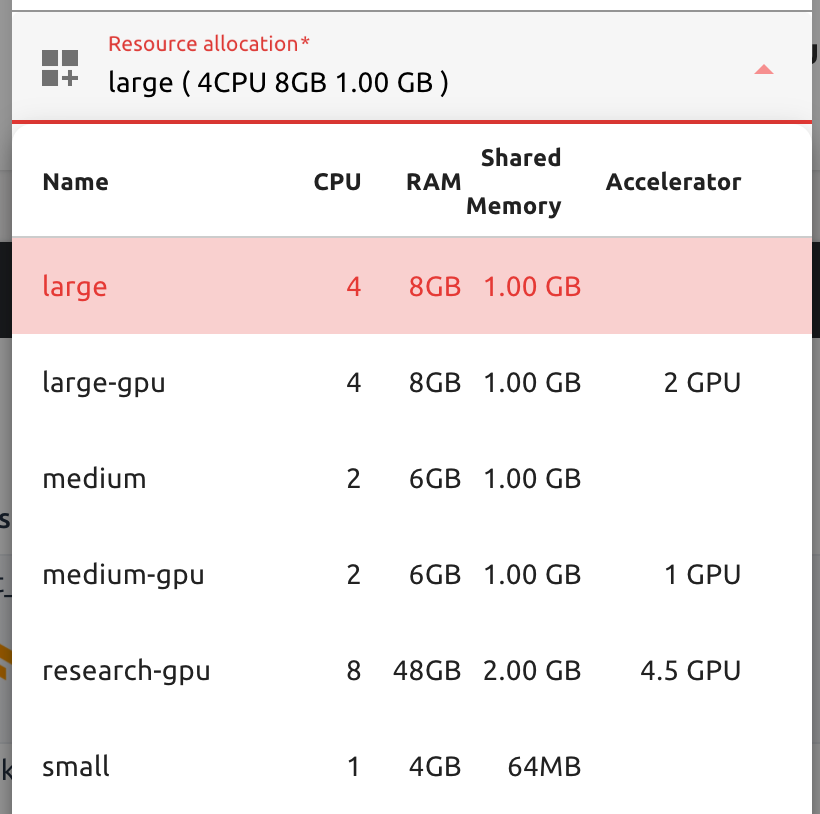 Resource allocation*
large ( 4CPU 8GB 1.00 GB )
Name CPU RAM Shared Memory Accelerator
large 4 8GB 1.00 GB
large-gpu 4 8GB 1.00 GB 2 GPU
medium 2 6GB 1.00 GB
medium-gpu 2 6GB 1.00 GB 1 GPU
research-gpu 8 48GB 2.00 GB 4.5 GPU
small 1 4GB 64MB